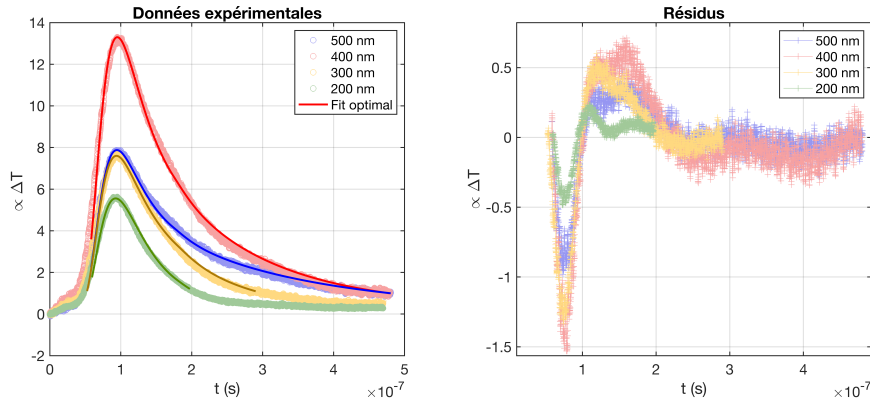 Données expérimentales
14
12
10
8
6
4
2
0
-2
∝ ΔT
0
1
2
3
4
5
t (s)
×10⁻⁷
500 nm
400 nm
300 nm
200 nm
Fit optimal
Résidus
0.5
0
-0.5
-1
-1.5
∝ ΔT
1
2
3
4
t (s)
×10⁻⁷
500 nm
400 nm
300 nm
200 nm